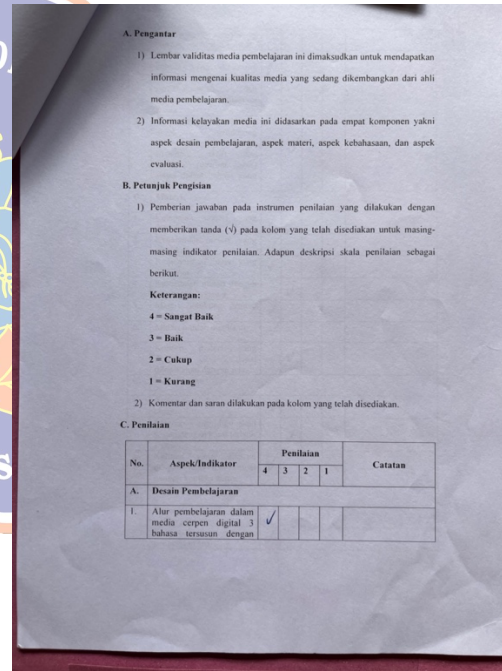 A. Pengantar
1) Lembar validitas media pembelajaran ini dimaksudkan untuk mendapatkan
informasi mengenai kualitas media yang sedang dikembangkan dari ahli
media pembelajaran.
2) Informasi kelayakan media ini didasarkan pada empat komponen yakni
aspek desain pembelajaran, aspek materi, aspek kebahasaan, dan aspek
evaluasi.
B. Petunjuk Pengisian
1) Pemberian jawaban pada instrumen penilaian yang dilakukan dengan
memberikan tanda (√) pada kolom yang telah disediakan untuk masing-
masing indikator penilaian. Adapun deskripsi skala penilaian sebagai
berikut.
Keterangan:
4 = Sangat Baik
3 = Baik
2 = Cukup
1 = Kurang
2) Komentar dan saran dilakukan pada kolom yang telah disediakan.
C. Penilaian
No. Aspek/Indikator Penilaian Catatan
4 3 2 1
A. Desain Pembelajaran
1. Alur pembelajaran dalam √
media cerpen digital 3
bahasa tersusun dengan